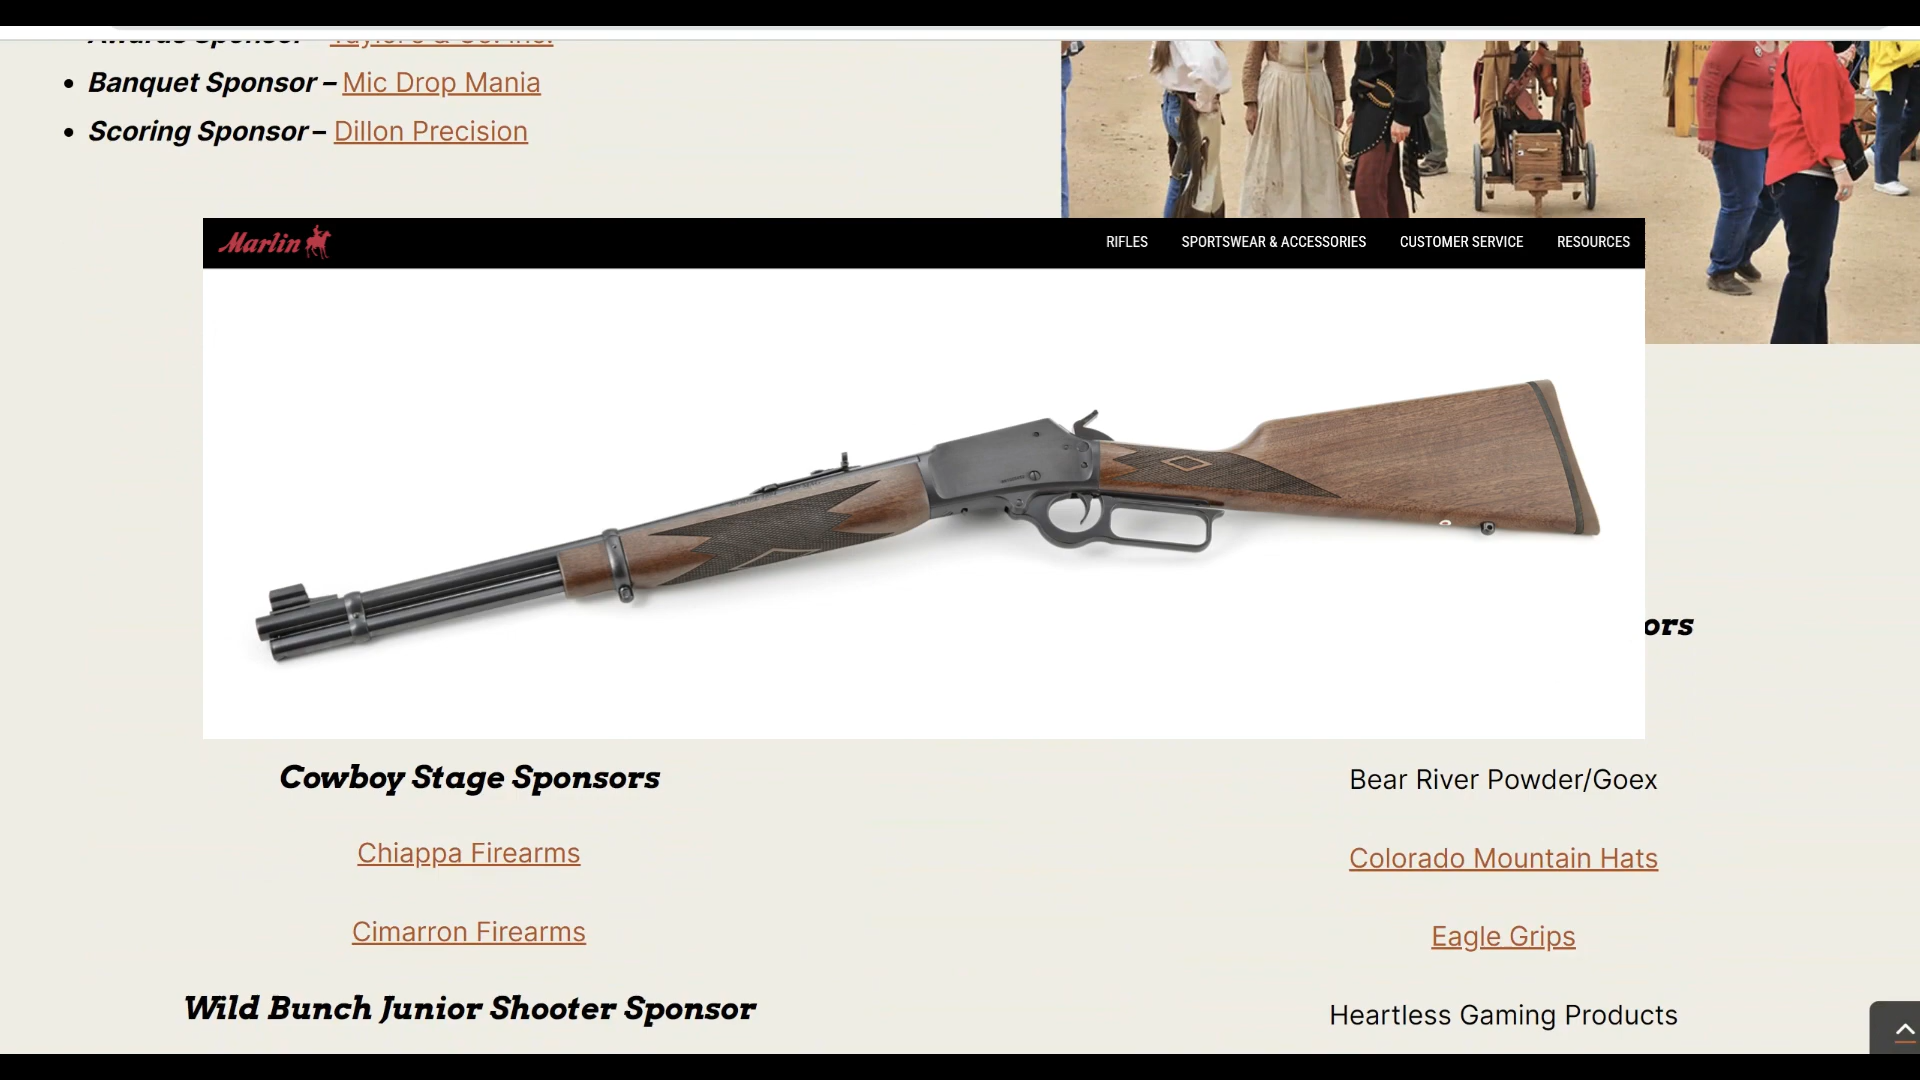 Banquet Sponsor – Mic Drop Mania
Scoring Sponsor – Dillon Precision
Marlin
RIFLES
SPORTSWEAR & ACCESSORIES
CUSTOMER SERVICE
RESOURCES
Cowboy Stage Sponsors
Chiappa Firearms
Cimarron Firearms
Wild Bunch Junior Shooter Sponsor
Bear River Powder/Goex
Colorado Mountain Hats
Eagle Grips
Heartless Gaming Products